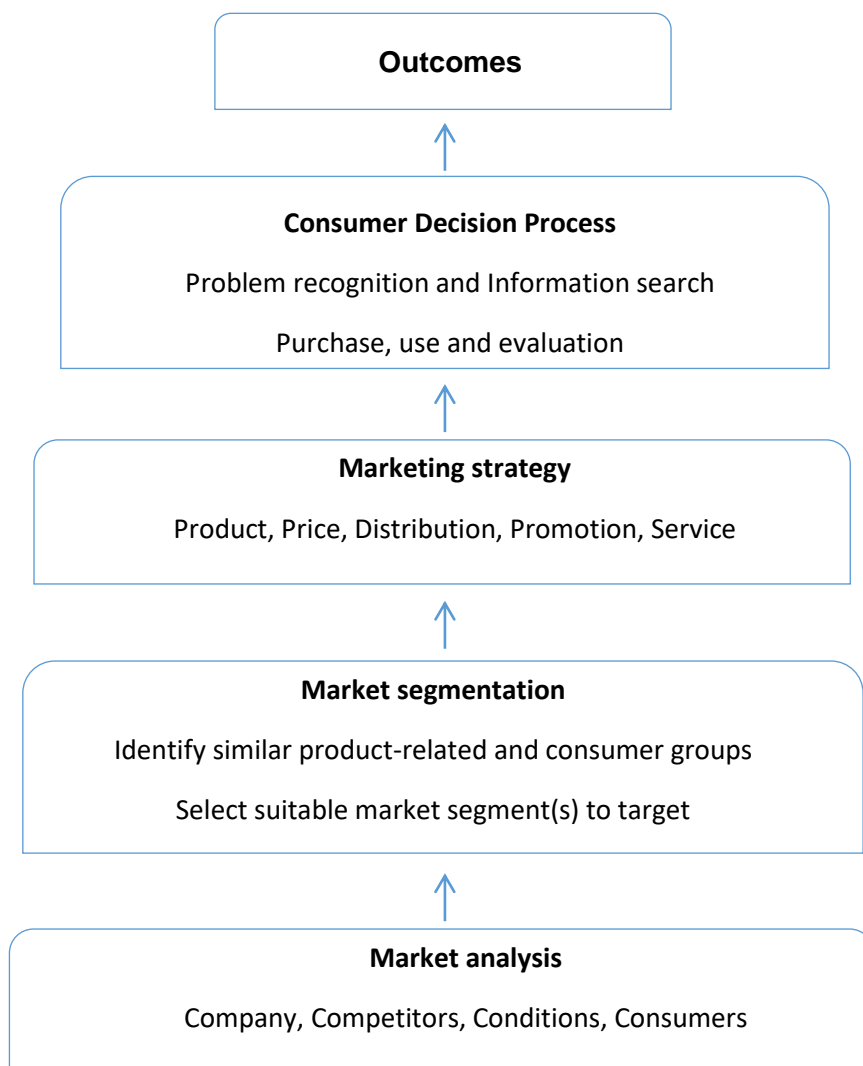 Outcomes
Consumer Decision Process
Problem recognition and Information search
Purchase, use and evaluation
Marketing strategy
Product, Price, Distribution, Promotion, Service
Market segmentation
Identify similar product-related and consumer groups
Select suitable market segment(s) to target
Market analysis
Company, Competitors, Conditions, Consumers